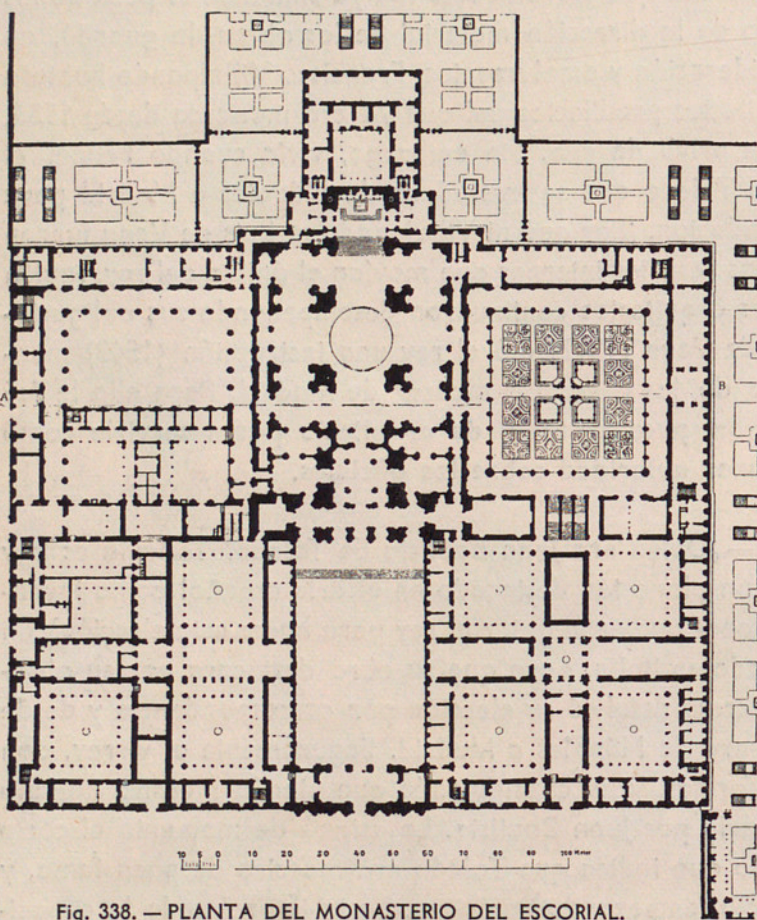 A
B
10 5 0 10 20 30 40 50 60 70 80 90 100 Meter
Fig. 338. — PLANTA DEL MONASTERIO DEL ESCORIAL.